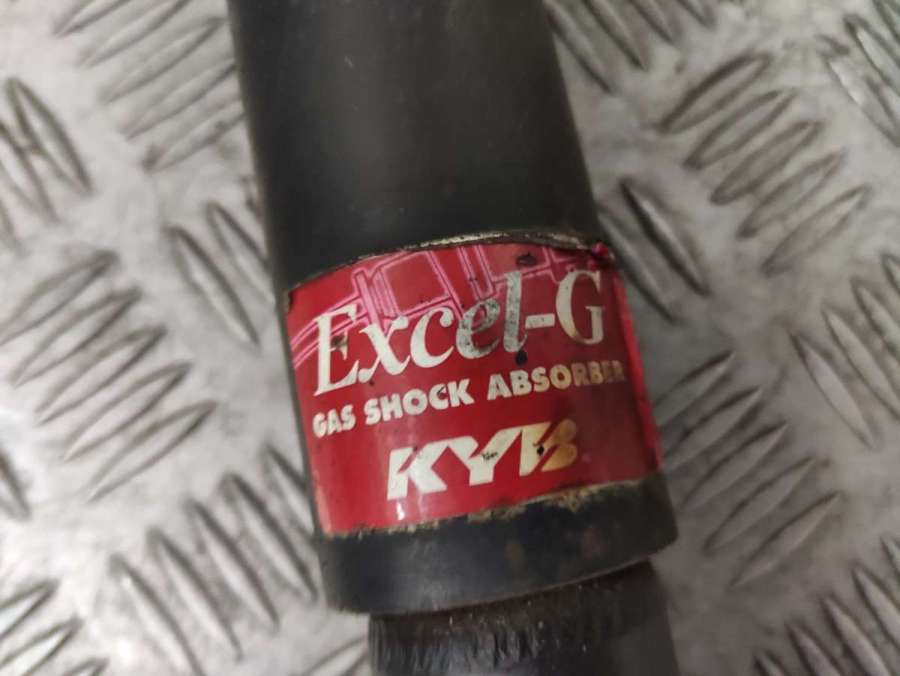 Excel-G
GAS SHOCK ABSORBER
KYB